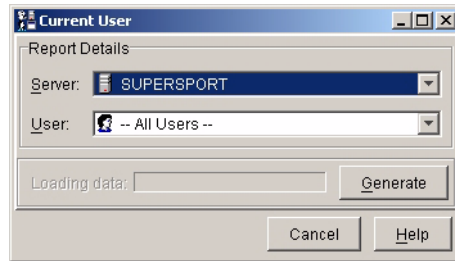 Current User
Report Details
Server: SUPERSPORT
User: -- All Users --
Loading data: Generate
Cancel Help